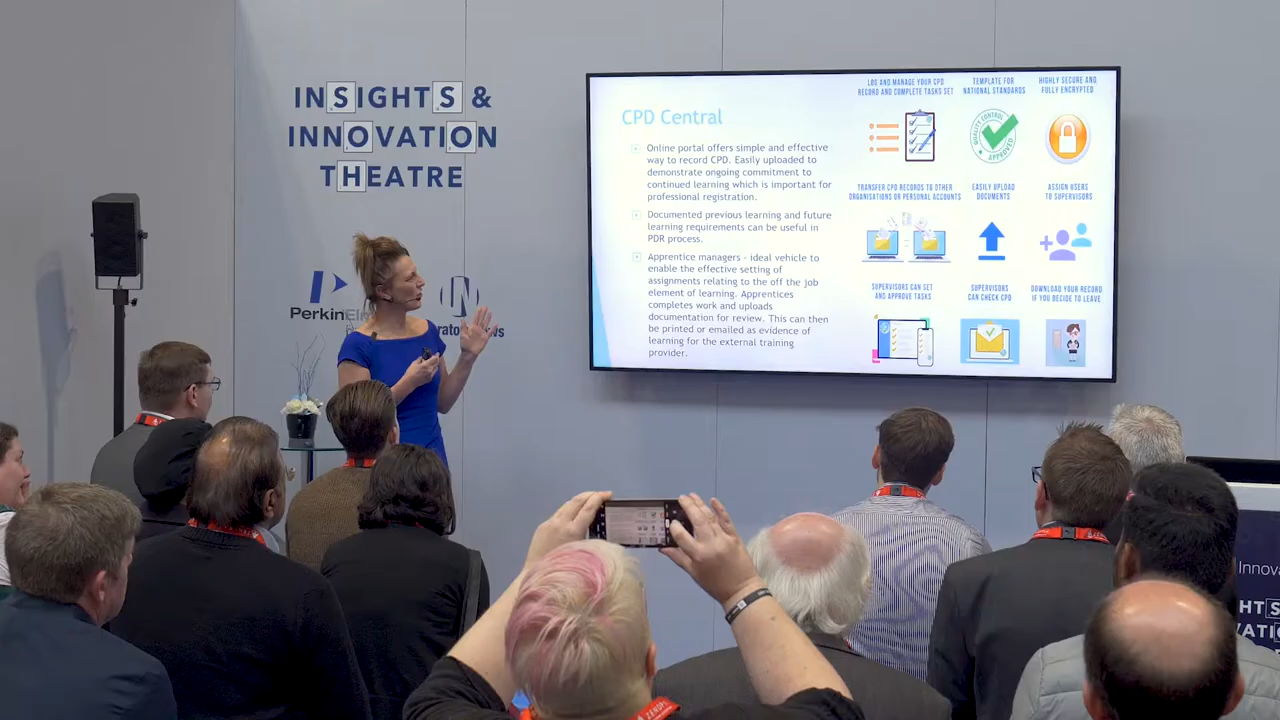 INSIGHTS &
INNOVATION
THEATRE
CPD Central
Online portal offers simple and effective
way to record CPD. Easily uploaded to
demonstrate ongoing commitment to
continued learning which is important for
professional registration.
Documented previous learning and future
learning requirements can be useful in
PDR process.
Apprentice managers - ideal vehicle to
enable the effective setting of
assignments relating to the off the job
element of learning. Apprentices
completes work and uploads
documentation for review. This can then
be printed or emailed as evidence of
learning for the external training
provider.
LOG AND MANAGE YOUR CPD
RECORD AND COMPLETE TASKS SET
TEMPLATE FOR
NATIONAL STANDARDS
HIGHLY SECURE AND
FULLY ENCRYPTED
QUALITY CONTROL
APPROVED
TRANSFER CPD RECORDS TO OTHER
ORGANISATIONS OR PERSONAL ACCOUNTS
EASILY UPLOAD
DOCUMENTS
ASSIGN USERS
TO SUPERVISORS
SUPERVISORS CAN SET
AND APPROVE TASKS
SUPERVISORS
CAN CHECK CPD
DOWNLOAD YOUR RECORD
IF YOU DECIDE TO LEAVE